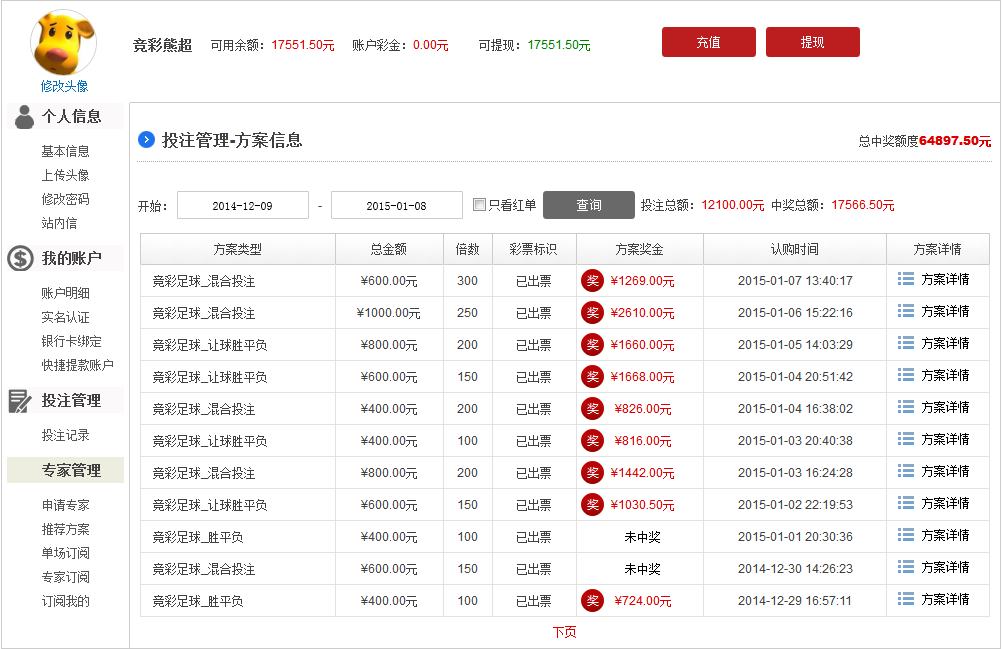 竞彩熊超 可用余额：17551.50元 账户彩金：0.00元 可提现：17551.50元 充值 提现
修改头像
个人信息
基本信息
上传头像
修改密码
站内信
我的账户
账户明细
实名认证
银行卡绑定
快捷提款账户
投注管理
投注记录
专家管理
申请专家
推荐方案
单场订阅
专家订阅
订阅我的
投注管理-方案信息 总中奖额度64897.50元
开始： 2014-12-09 - 2015-01-08 只看红单 查询 投注总额：12100.00元 中奖总额：17566.50元
方案类型 总金额 倍数 彩票标识 方案奖金 认购时间 方案详情
竞彩足球_混合投注 ¥600.00元 300 已出票 奖 ¥1269.00元 2015-01-07 13:40:17 方案详情
竞彩足球_混合投注 ¥1000.00元 250 已出票 奖 ¥2610.00元 2015-01-06 15:22:16 方案详情
竞彩足球_让球胜平负 ¥800.00元 200 已出票 奖 ¥1660.00元 2015-01-05 14:03:29 方案详情
竞彩足球_让球胜平负 ¥600.00元 150 已出票 奖 ¥1668.00元 2015-01-04 20:51:42 方案详情
竞彩足球_混合投注 ¥400.00元 200 已出票 奖 ¥826.00元 2015-01-04 16:38:02 方案详情
竞彩足球_让球胜平负 ¥400.00元 100 已出票 奖 ¥816.00元 2015-01-03 20:40:38 方案详情
竞彩足球_混合投注 ¥800.00元 200 已出票 奖 ¥1442.00元 2015-01-03 16:24:28 方案详情
竞彩足球_让球胜平负 ¥600.00元 150 已出票 奖 ¥1030.50元 2015-01-02 22:19:53 方案详情
竞彩足球_胜平负 ¥400.00元 100 已出票 未中奖 2015-01-01 20:30:36 方案详情
竞彩足球_混合投注 ¥600.00元 150 已出票 未中奖 2014-12-30 14:26:23 方案详情
竞彩足球_胜平负 ¥400.00元 100 已出票 奖 ¥724.00元 2014-12-29 16:57:11 方案详情
下页